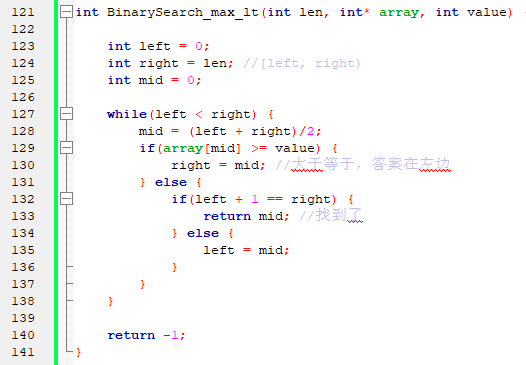 121 int BinarySearch_max_lt(int len, int* array, int value)
122
123 int left = 0;
124 int right = len; //[left, right)
125 int mid = 0;
126
127 while(left < right) {
128 mid = (left + right)/2;
129 if(array[mid] >= value) {
130 right = mid; //大于等于，答案在左边
131 } else {
132 if(left + 1 == right) {
133 return mid; //找到了
134 } else {
135 left = mid;
136 }
137 }
138 }
139
140 return -1;
141 }